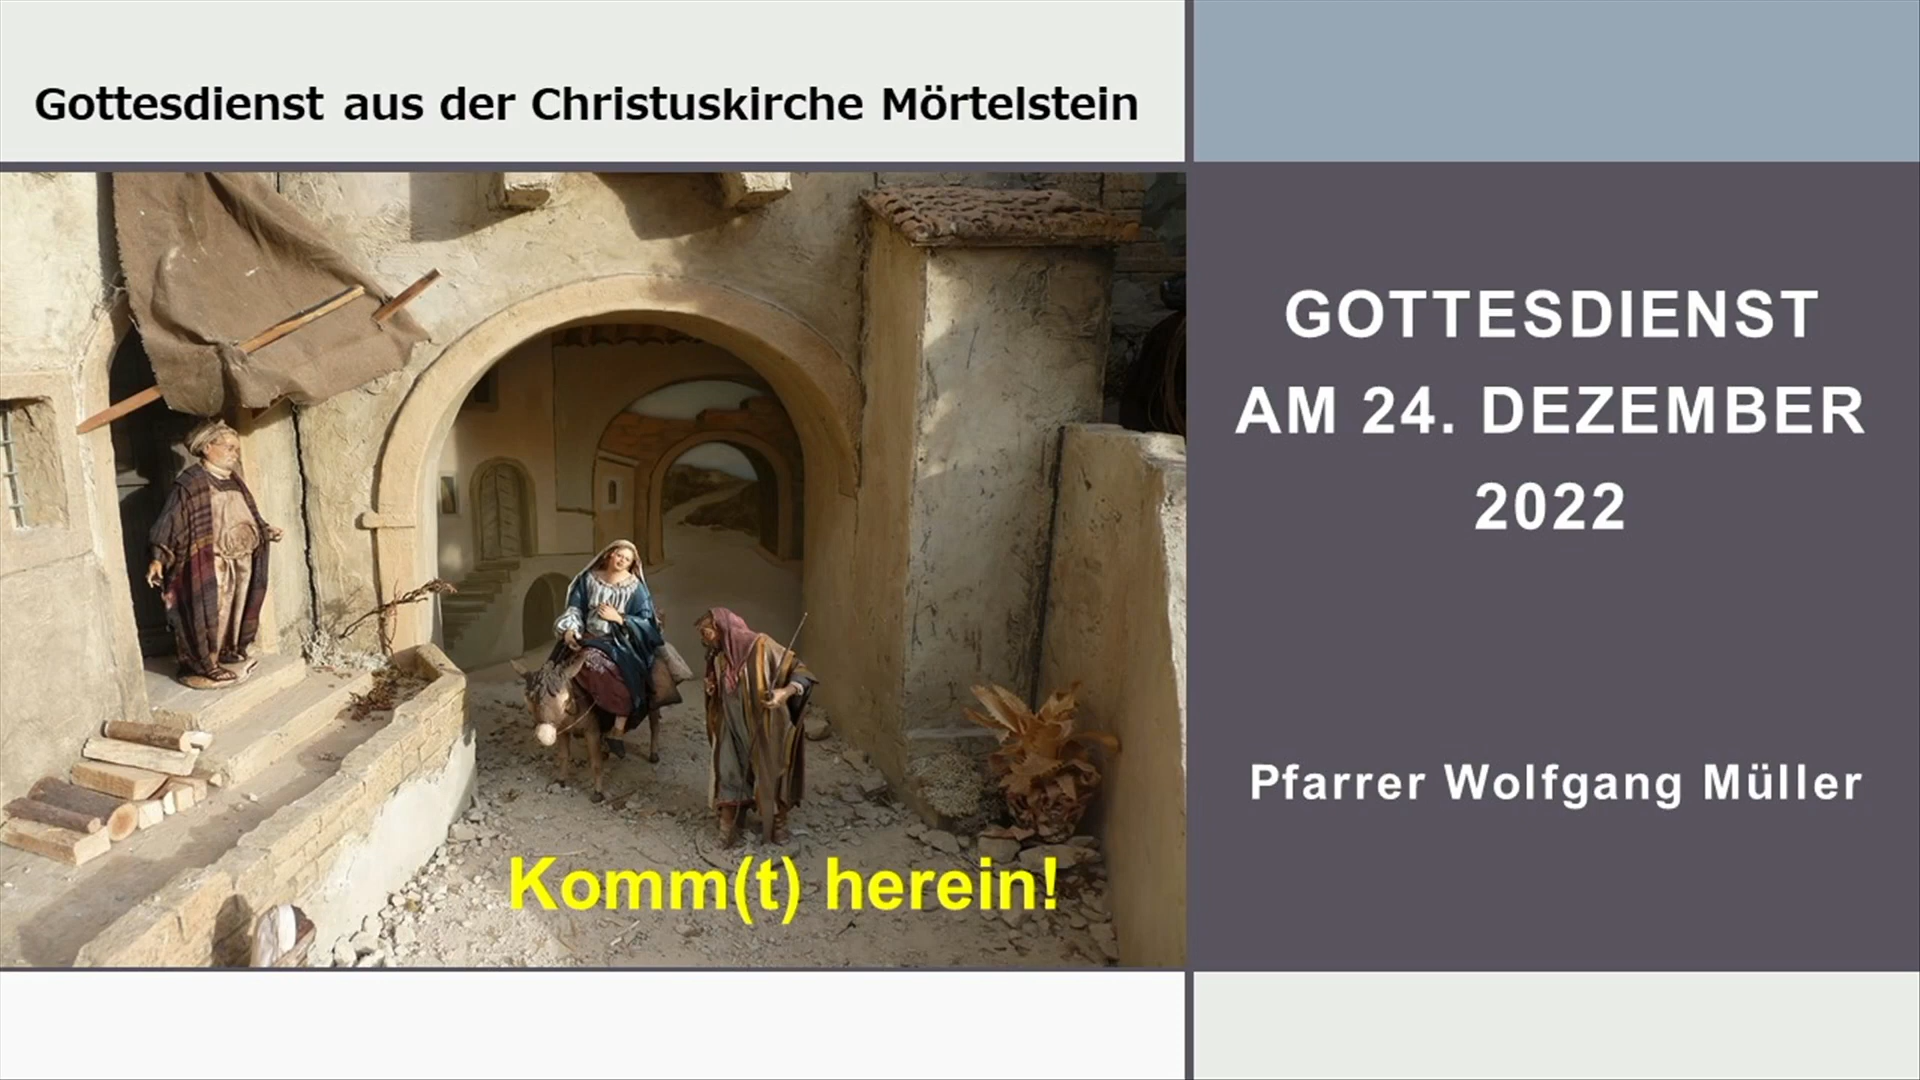 Gottesdienst aus der Christuskirche Mörtelstein
GOTTESDIENST
AM 24. DEZEMBER
2022
Pfarrer Wolfgang Müller
Komm(t) herein!